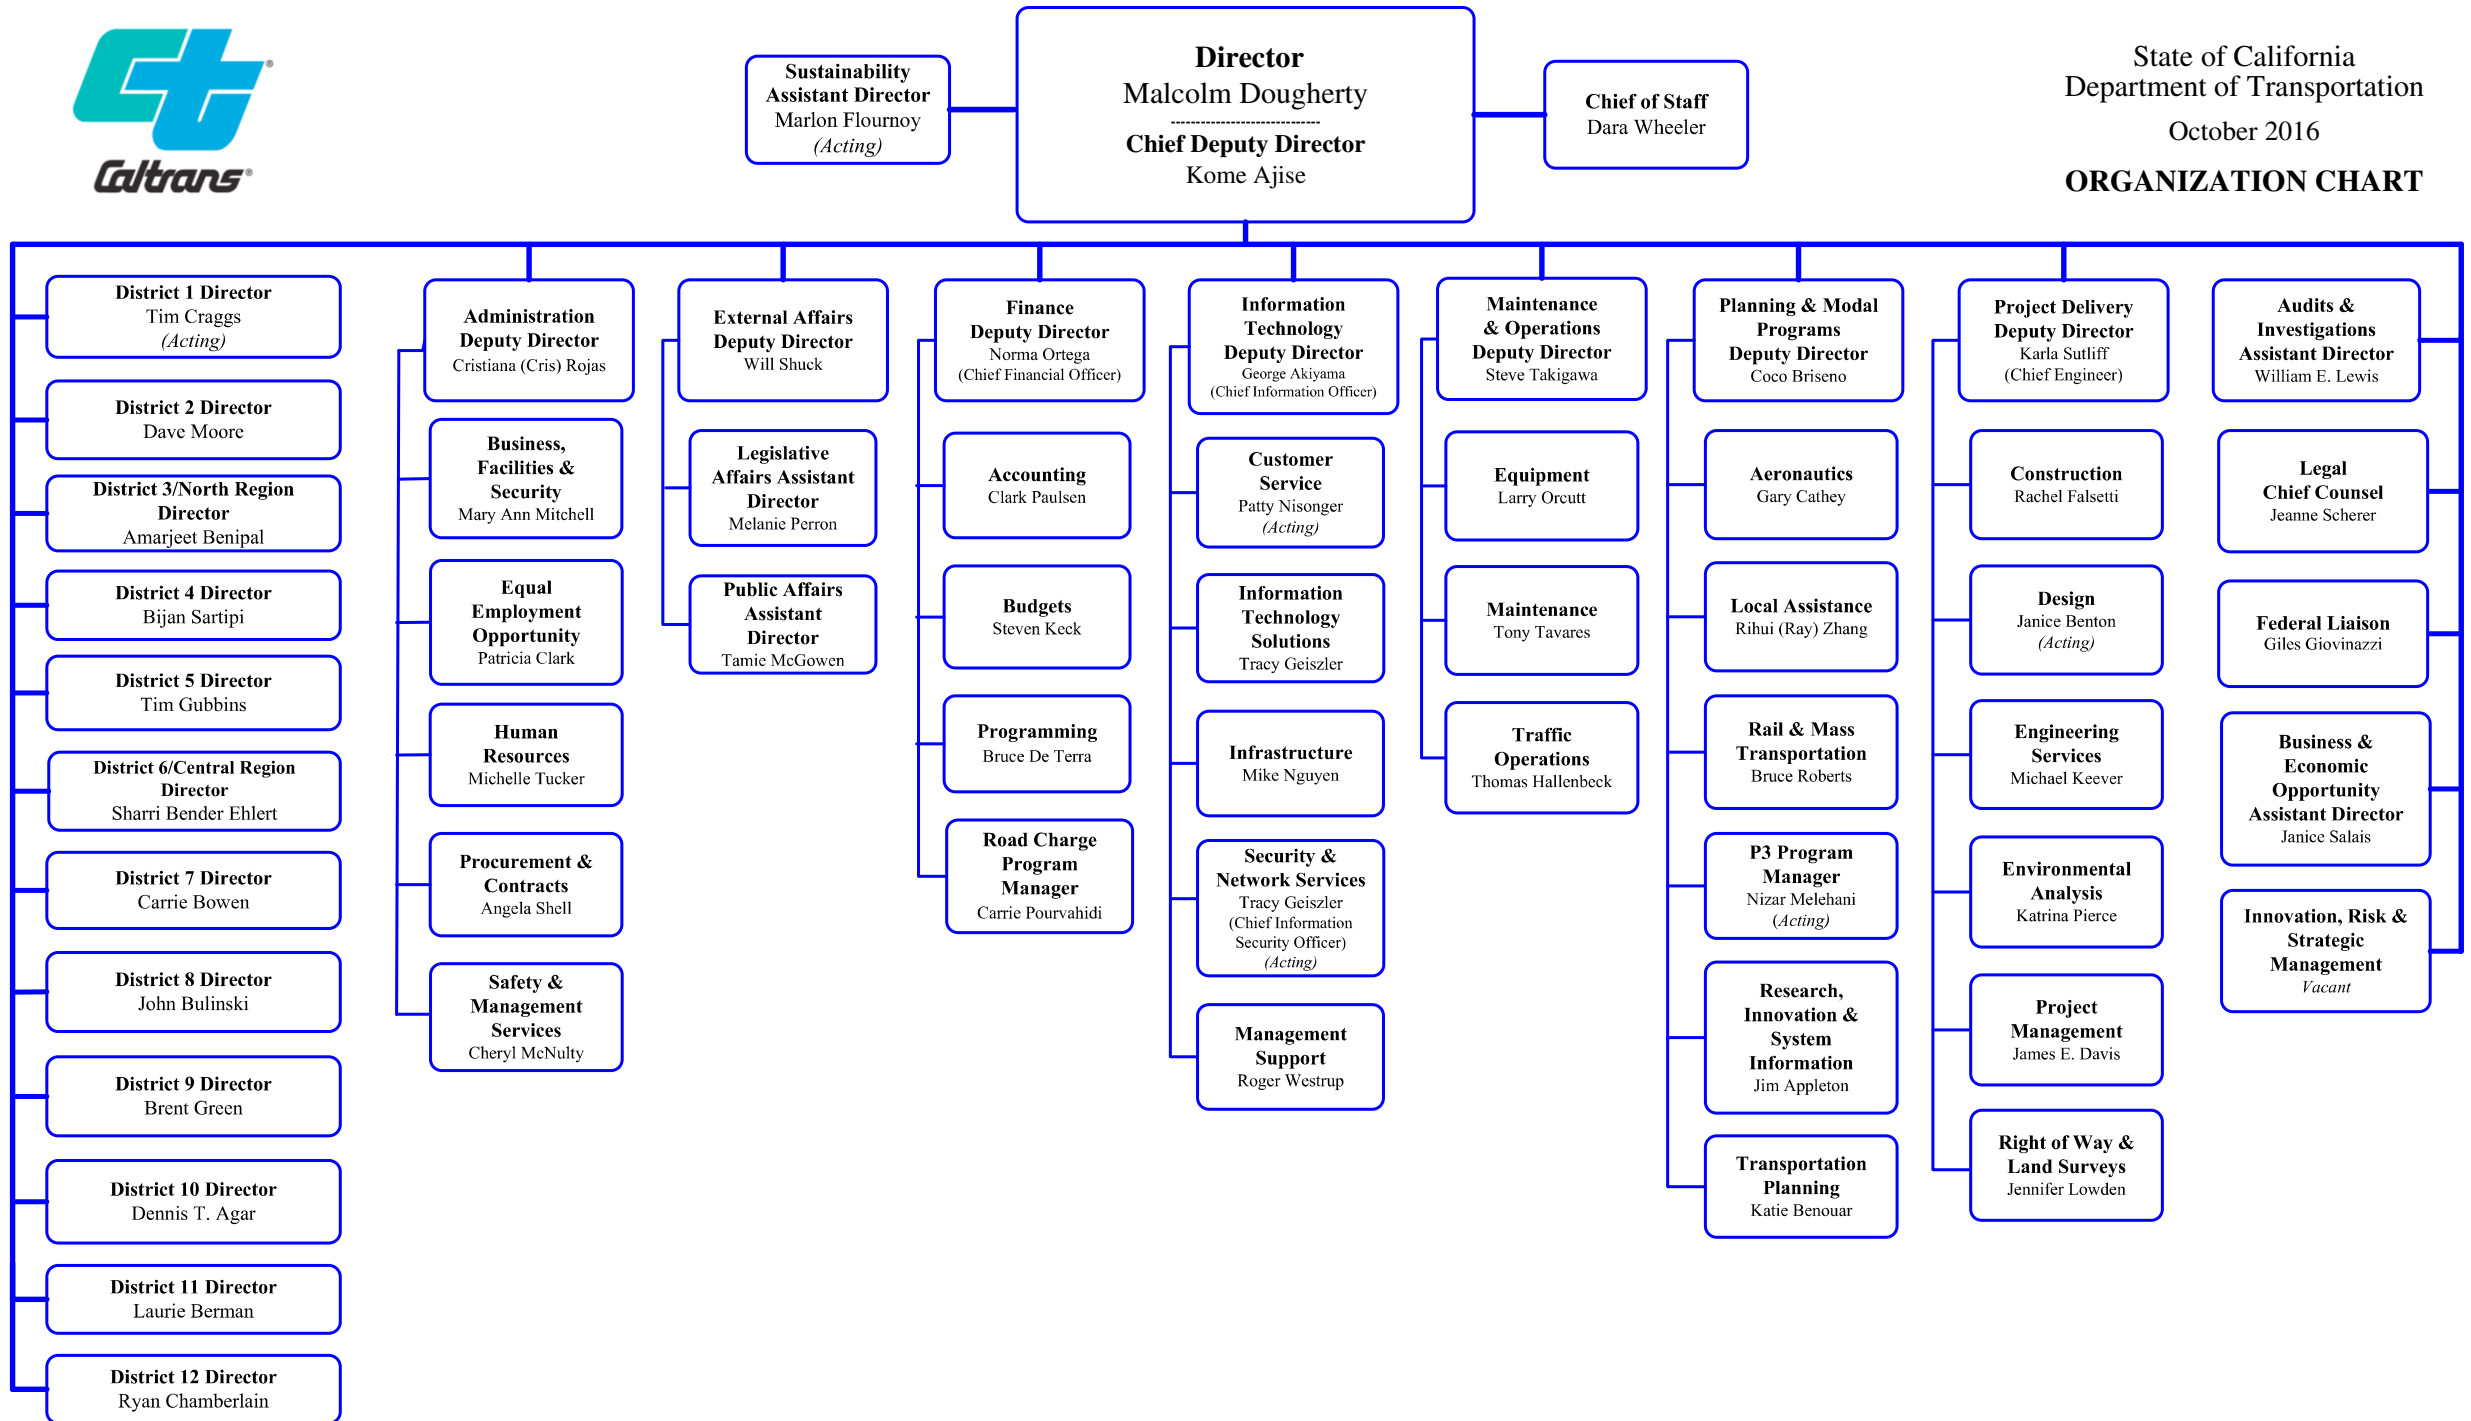 Caltrans®
Sustainability
Assistant Director
Marlon Flournoy
(Acting)
Director
Malcolm Dougherty
------------------------------
Chief Deputy Director
Kome Ajise
Chief of Staff
Dara Wheeler
State of California
Department of Transportation
October 2016
ORGANIZATION CHART
District 1 Director
Tim Craggs
(Acting)
District 2 Director
Dave Moore
District 3/North Region
Director
Amarjeet Benipal
District 4 Director
Bijan Sartipi
District 5 Director
Tim Gubbins
District 6/Central Region
Director
Sharri Bender Ehlert
District 7 Director
Carrie Bowen
District 8 Director
John Bulinski
District 9 Director
Brent Green
District 10 Director
Dennis T. Agar
District 11 Director
Laurie Berman
District 12 Director
Ryan Chamberlain
Administration
Deputy Director
Cristiana (Cris) Rojas
Business,
Facilities &
Security
Mary Ann Mitchell
Equal
Employment
Opportunity
Patricia Clark
Human
Resources
Michelle Tucker
Procurement &
Contracts
Angela Shell
Safety &
Management
Services
Cheryl McNulty
External Affairs
Deputy Director
Will Shuck
Legislative
Affairs Assistant
Director
Melanie Perron
Public Affairs
Assistant
Director
Tamie McGowen
Finance
Deputy Director
Norma Ortega
(Chief Financial Officer)
Accounting
Clark Paulsen
Budgets
Steven Keck
Programming
Bruce De Terra
Road Charge
Program
Manager
Carrie Pourvahidi
Information
Technology
Deputy Director
George Akiyama
(Chief Information Officer)
Customer
Service
Patty Nisonger
(Acting)
Information
Technology
Solutions
Tracy Geiszler
Infrastructure
Mike Nguyen
Security &
Network Services
Tracy Geiszler
(Chief Information
Security Officer)
(Acting)
Management
Support
Roger Westrup
Maintenance
& Operations
Deputy Director
Steve Takigawa
Equipment
Larry Orcutt
Maintenance
Tony Tavares
Traffic
Operations
Thomas Hallenbeck
Planning & Modal
Programs
Deputy Director
Coco Briseno
Aeronautics
Gary Cathey
Local Assistance
Rihui (Ray) Zhang
Rail & Mass
Transportation
Bruce Roberts
P3 Program
Manager
Nizar Melehani
(Acting)
Research,
Innovation &
System
Information
Jim Appleton
Transportation
Planning
Katie Benouar
Project Delivery
Deputy Director
Karla Sutliff
(Chief Engineer)
Construction
Rachel Falsetti
Design
Janice Benton
(Acting)
Engineering
Services
Michael Keever
Environmental
Analysis
Katrina Pierce
Project
Management
James E. Davis
Right of Way &
Land Surveys
Jennifer Lowden
Audits &
Investigations
Assistant Director
William E. Lewis
Legal
Chief Counsel
Jeanne Scherer
Federal Liaison
Giles Giovinazzi
Business &
Economic
Opportunity
Assistant Director
Janice Salais
Innovation, Risk &
Strategic
Management
Vacant